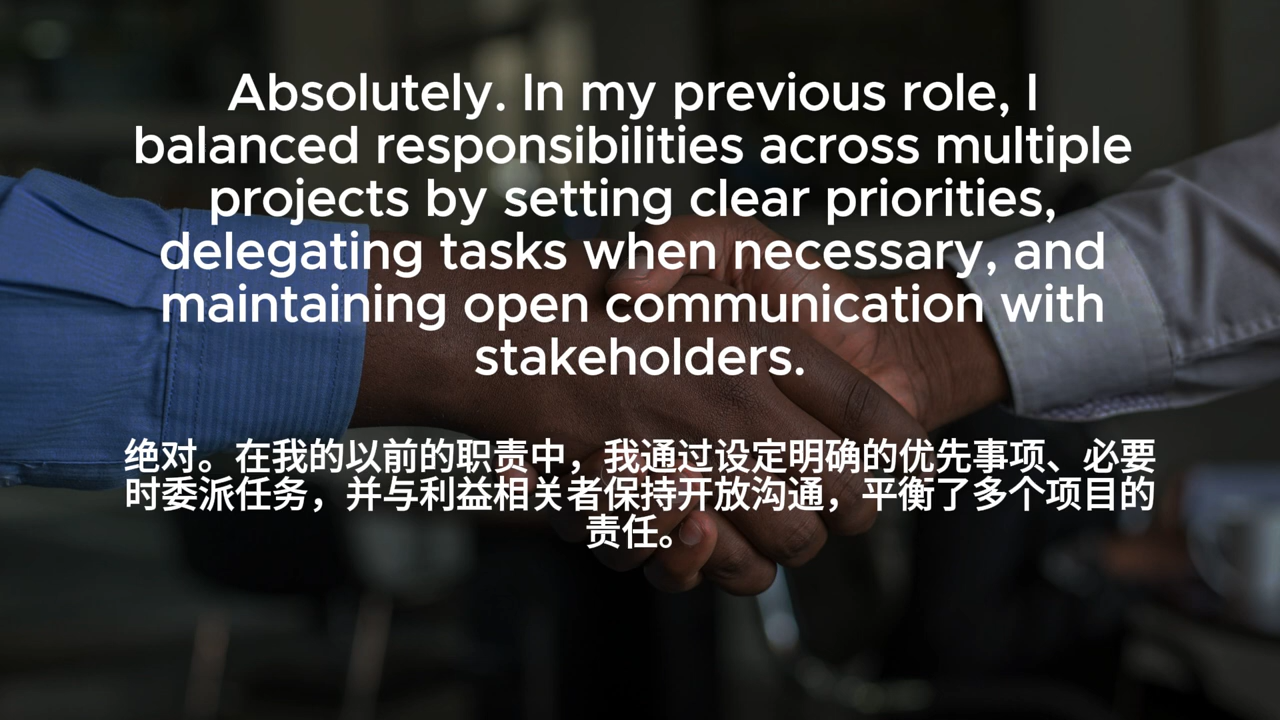 Absolutely. In my previous role, I
balanced responsibilities across multiple
projects by setting clear priorities,
delegating tasks when necessary, and
maintaining open communication with
stakeholders.
绝对。在我的以前的职责中，我通过设定明确的优先事项、必要
时委派任务，并与利益相关者保持开放沟通，平衡了多个项目的
责任。